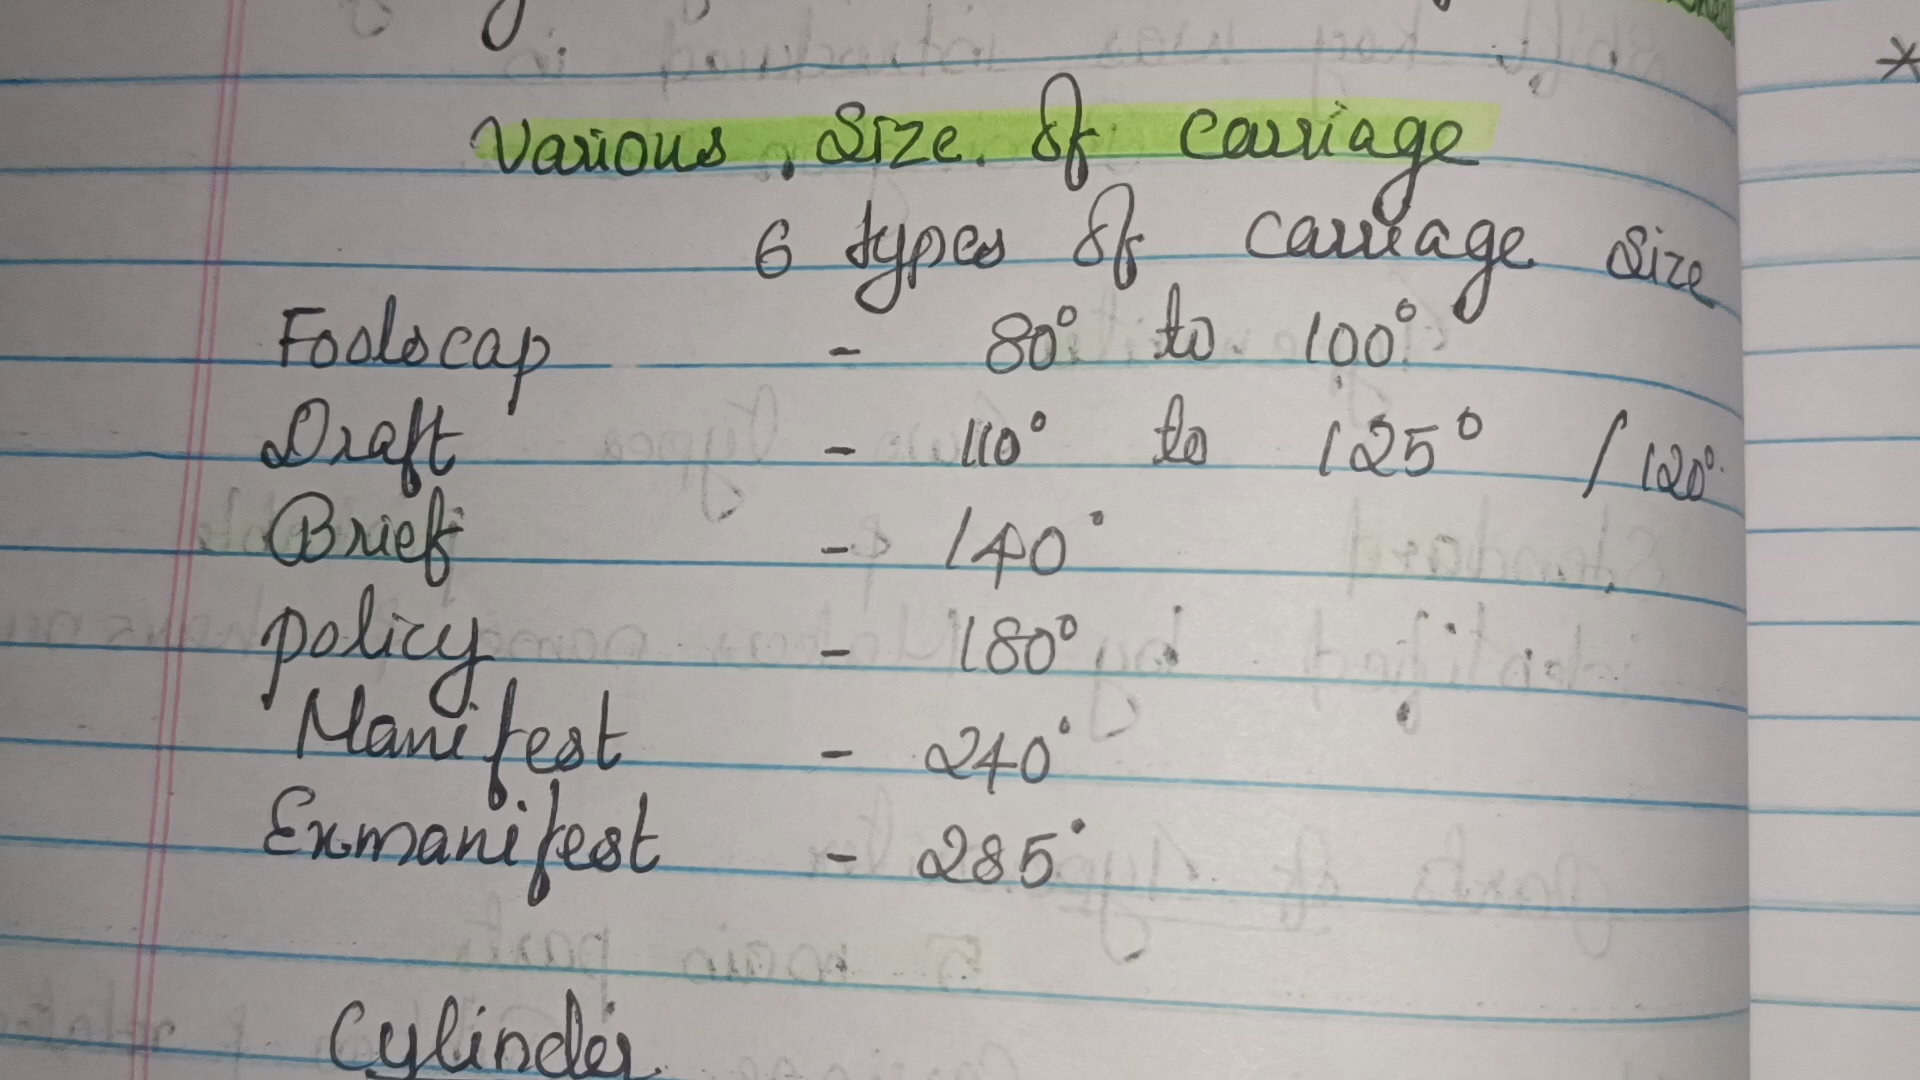 Various Size of carriage
6 types of carriage size
Foolscap - 80° to 100°
Draft - 110° to 125° / 120°
Brief - 140°
policy - 180°
Manifest - 240°
Exmanifest - 285°
Cylinder